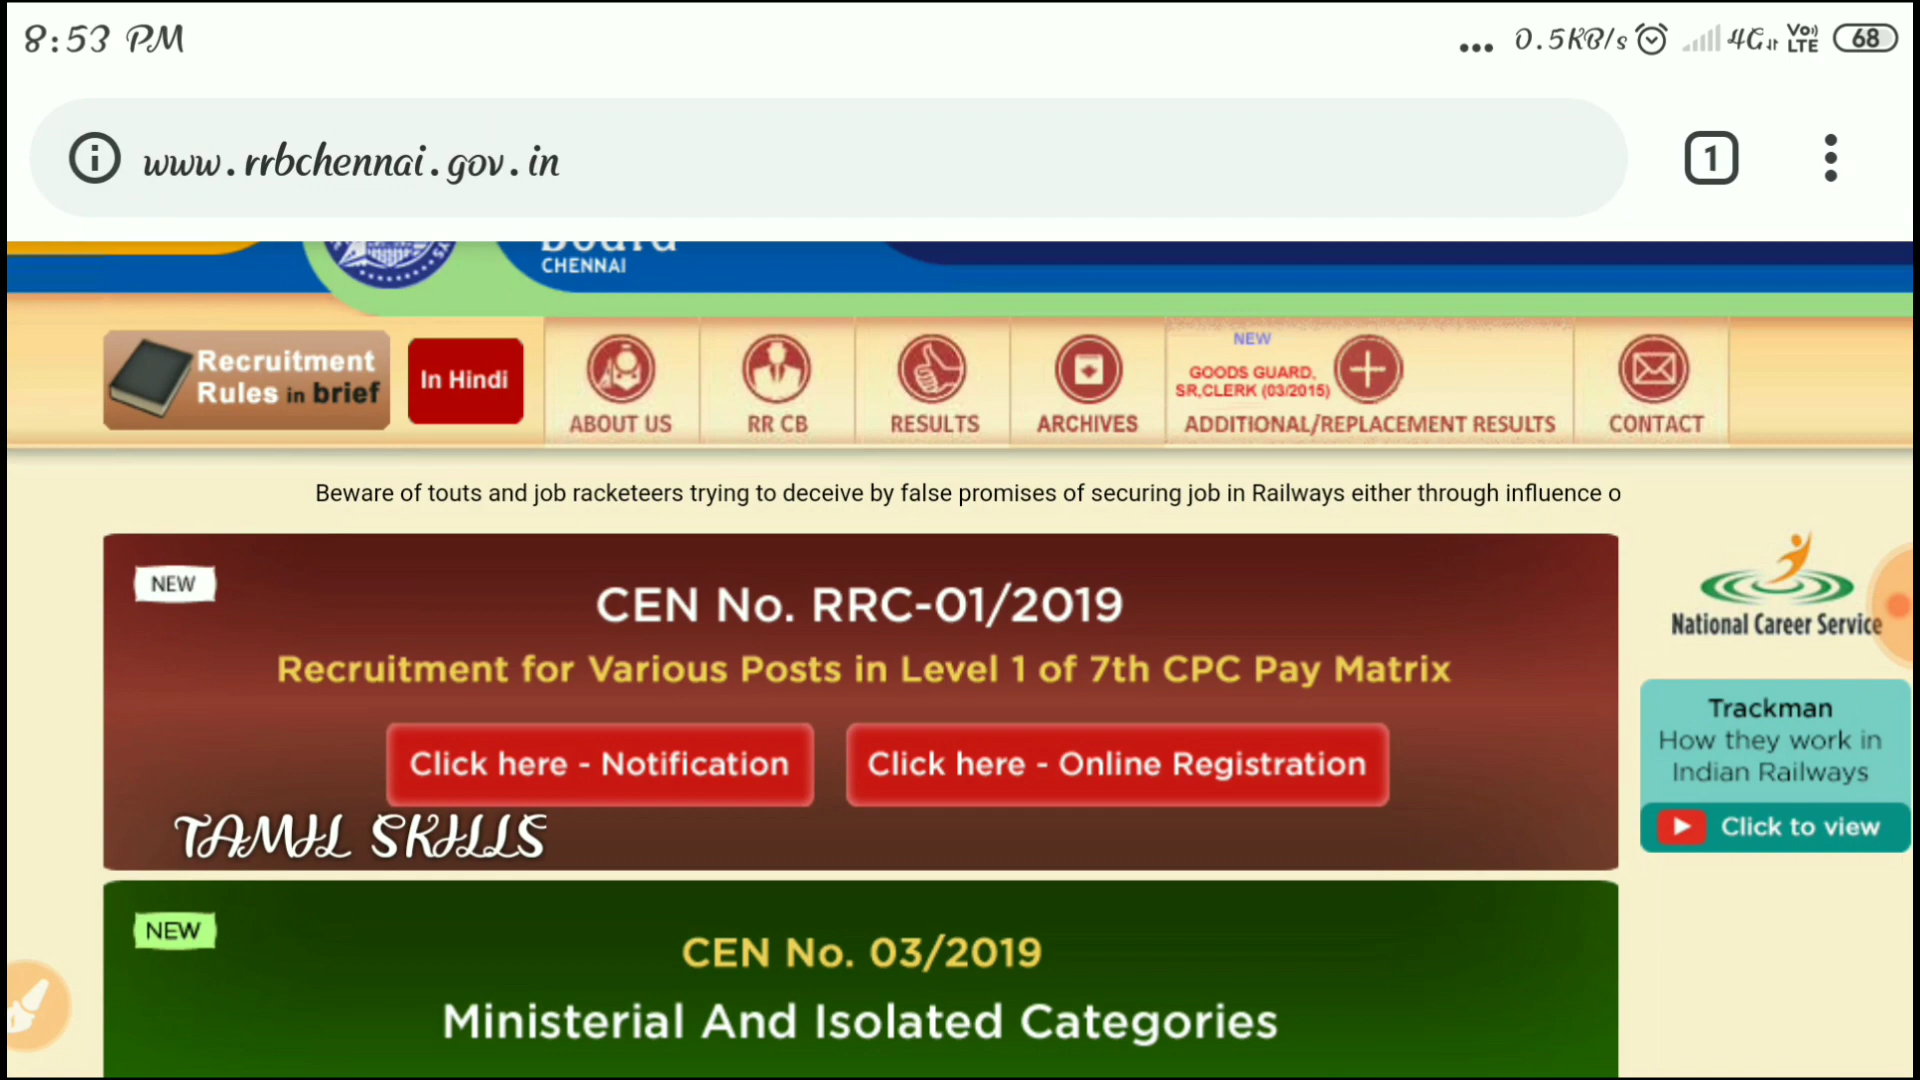 8:53 PM
... 0.5KB/s 4G VoLTE 68
www.rrbchennai.gov.in
1
Board
CHENNAI
Recruitment
Rules in brief
In Hindi
ABOUT US
RR CB
RESULTS
ARCHIVES
NEW
GOODS GUARD,
SR,CLERK (03/2015)
ADDITIONAL/REPLACEMENT RESULTS
CONTACT
Beware of touts and job racketeers trying to deceive by false promises of securing job in Railways either through influence o
NEW
CEN No. RRC-01/2019
Recruitment for Various Posts in Level 1 of 7th CPC Pay Matrix
Click here - Notification
Click here - Online Registration
TAMIL SKILLS
National Career Service
Trackman
How they work in
Indian Railways
Click to view
NEW
CEN No. 03/2019
Ministerial And Isolated Categories